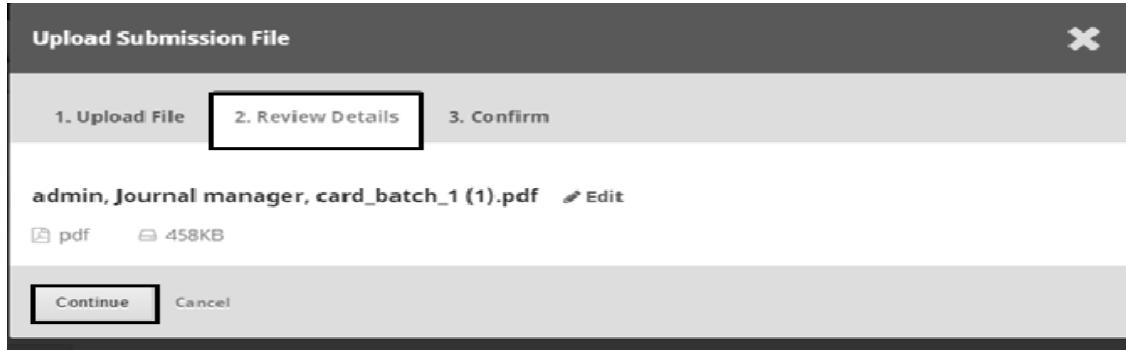 Upload Submission File
1. Upload File 2. Review Details 3. Confirm
admin, Journal manager, card_batch_1 (1).pdf Edit
pdf 458KB
Continue Cancel